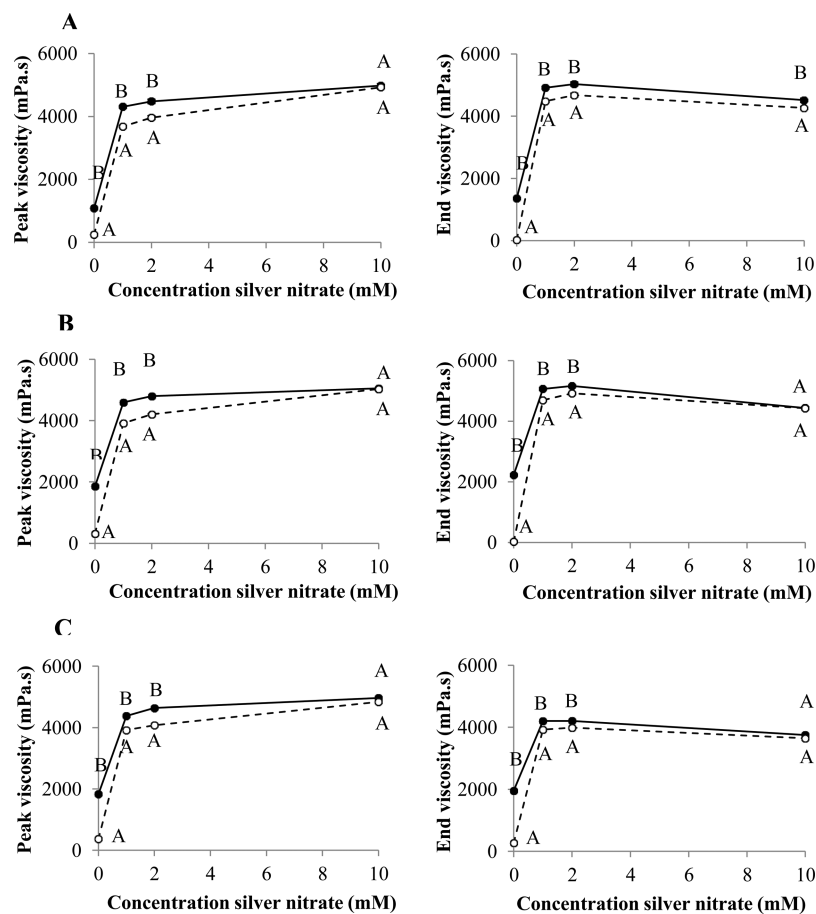 A
Peak viscosity (mPa.s)
6000
4000
2000
0
B
B
B
A
A
A
A
A
0 2 4 6 8 10
Concentration silver nitrate (mM)
End viscosity (mPa.s)
6000
4000
2000
0
B
B
B
B
A
A
A
A
0 2 4 6 8 10
Concentration silver nitrate (mM)
B
Peak viscosity (mPa.s)
6000
4000
2000
0
B
B
B
A
A
A
A
A
0 2 4 6 8 10
Concentration silver nitrate (mM)
End viscosity (mPa.s)
6000
4000
2000
0
B
B
B
A
A
A
A
A
0 2 4 6 8 10
Concentration silver nitrate (mM)
C
Peak viscosity (mPa.s)
6000
4000
2000
0
B
B
B
A
A
A
A
A
0 2 4 6 8 10
Concentration silver nitrate (mM)
End viscosity (mPa.s)
6000
4000
2000
0
B
B
B
A
A
A
A
A
0 2 4 6 8 10
Concentration silver nitrate (mM)